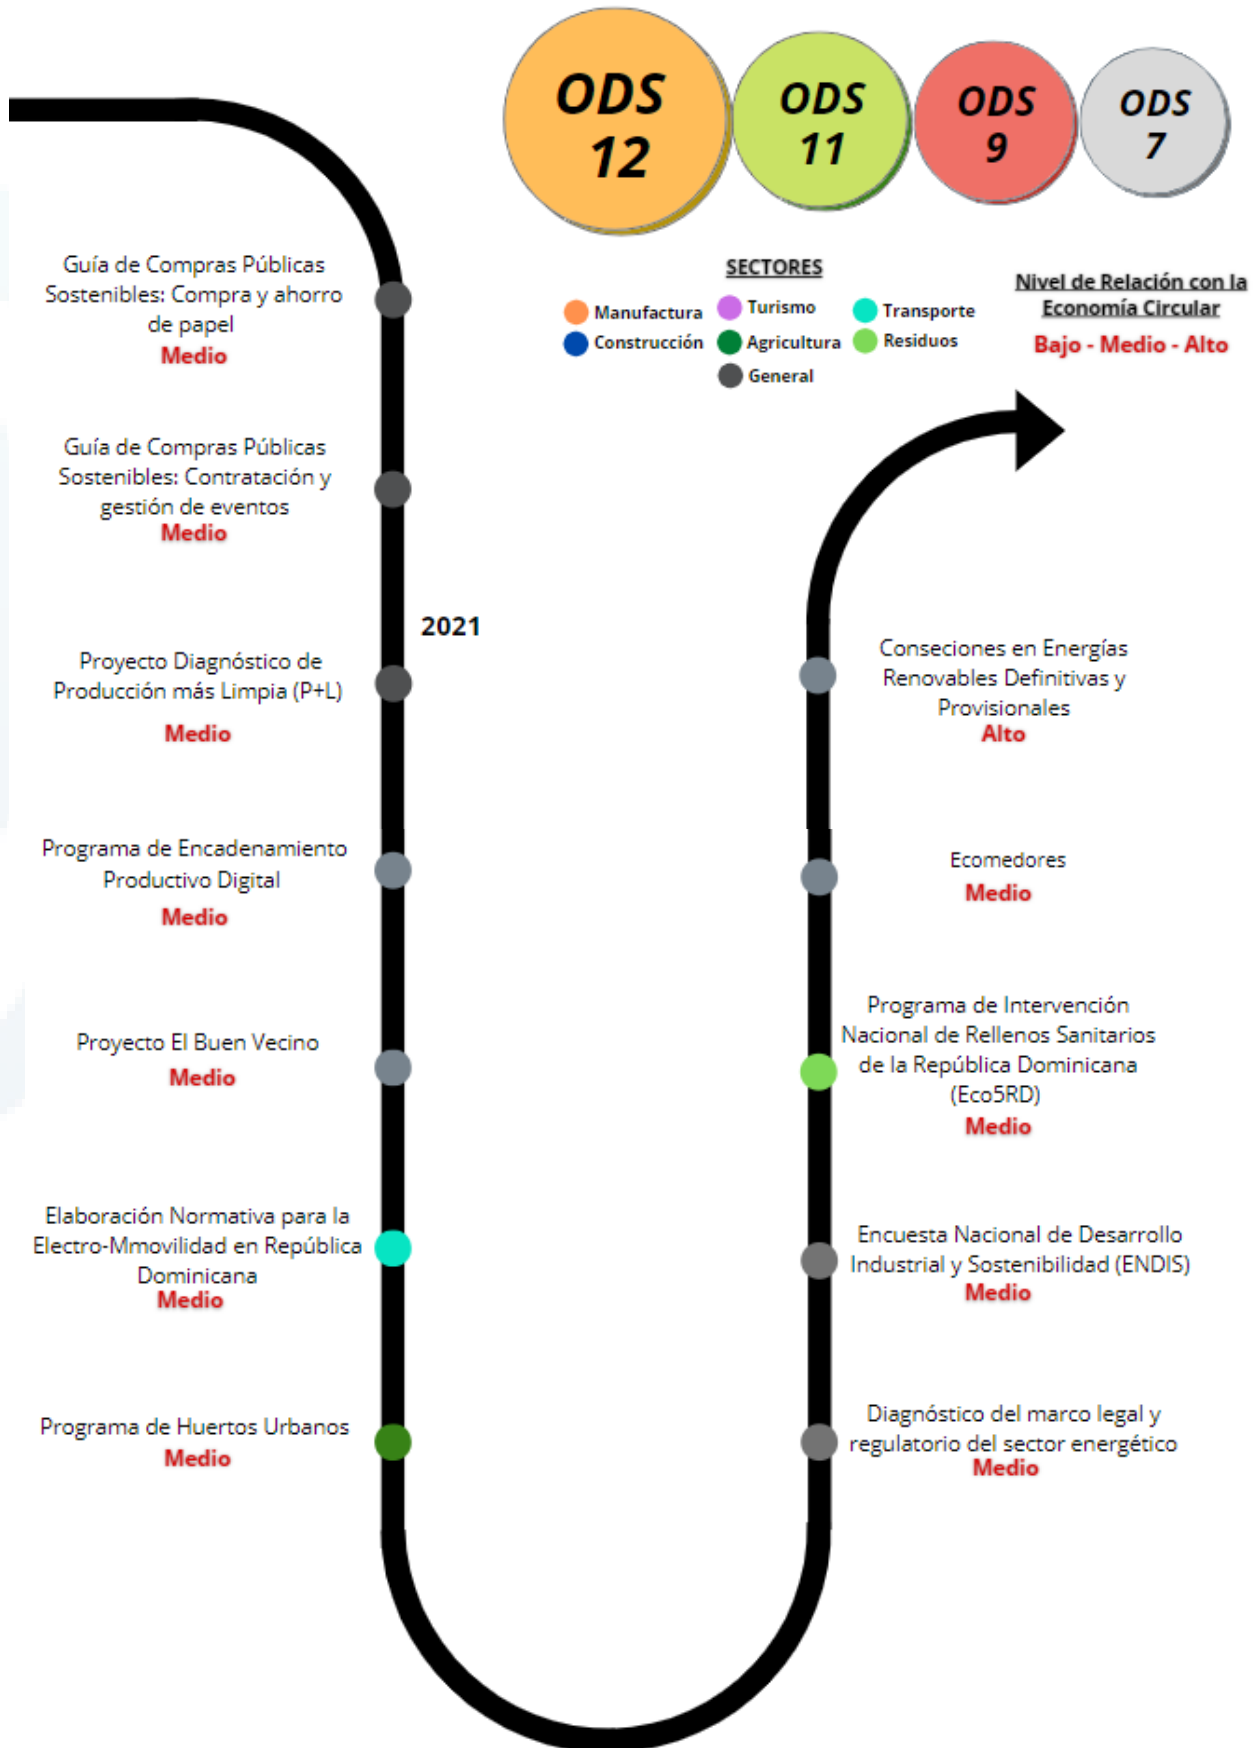 ODS
12
ODS
11
ODS
9
ODS
7
SECTORES
Manufactura
Turismo
Transporte
Construcción
Agricultura
Residuos
General
Nivel de Relación con la
Economía Circular
Bajo - Medio - Alto
Guía de Compras Públicas
Sostenibles: Compra y ahorro
de papel
Medio
Guía de Compras Públicas
Sostenibles: Contratación y
gestión de eventos
Medio
2021
Proyecto Diagnóstico de
Producción más Limpia (P+L)
Medio
Programa de Encadenamiento
Productivo Digital
Medio
Proyecto El Buen Vecino
Medio
Elaboración Normativa para la
Electro-Mmovilidad en República
Dominicana
Medio
Programa de Huertos Urbanos
Medio
Conseciones en Energías
Renovables Definitivas y
Provisionales
Alto
Ecomedores
Medio
Programa de Intervención
Nacional de Rellenos Sanitarios
de la República Dominicana
(Eco5RD)
Medio
Encuesta Nacional de Desarrollo
Industrial y Sostenibilidad (ENDIS)
Medio
Diagnóstico del marco legal y
regulatorio del sector energético
Medio